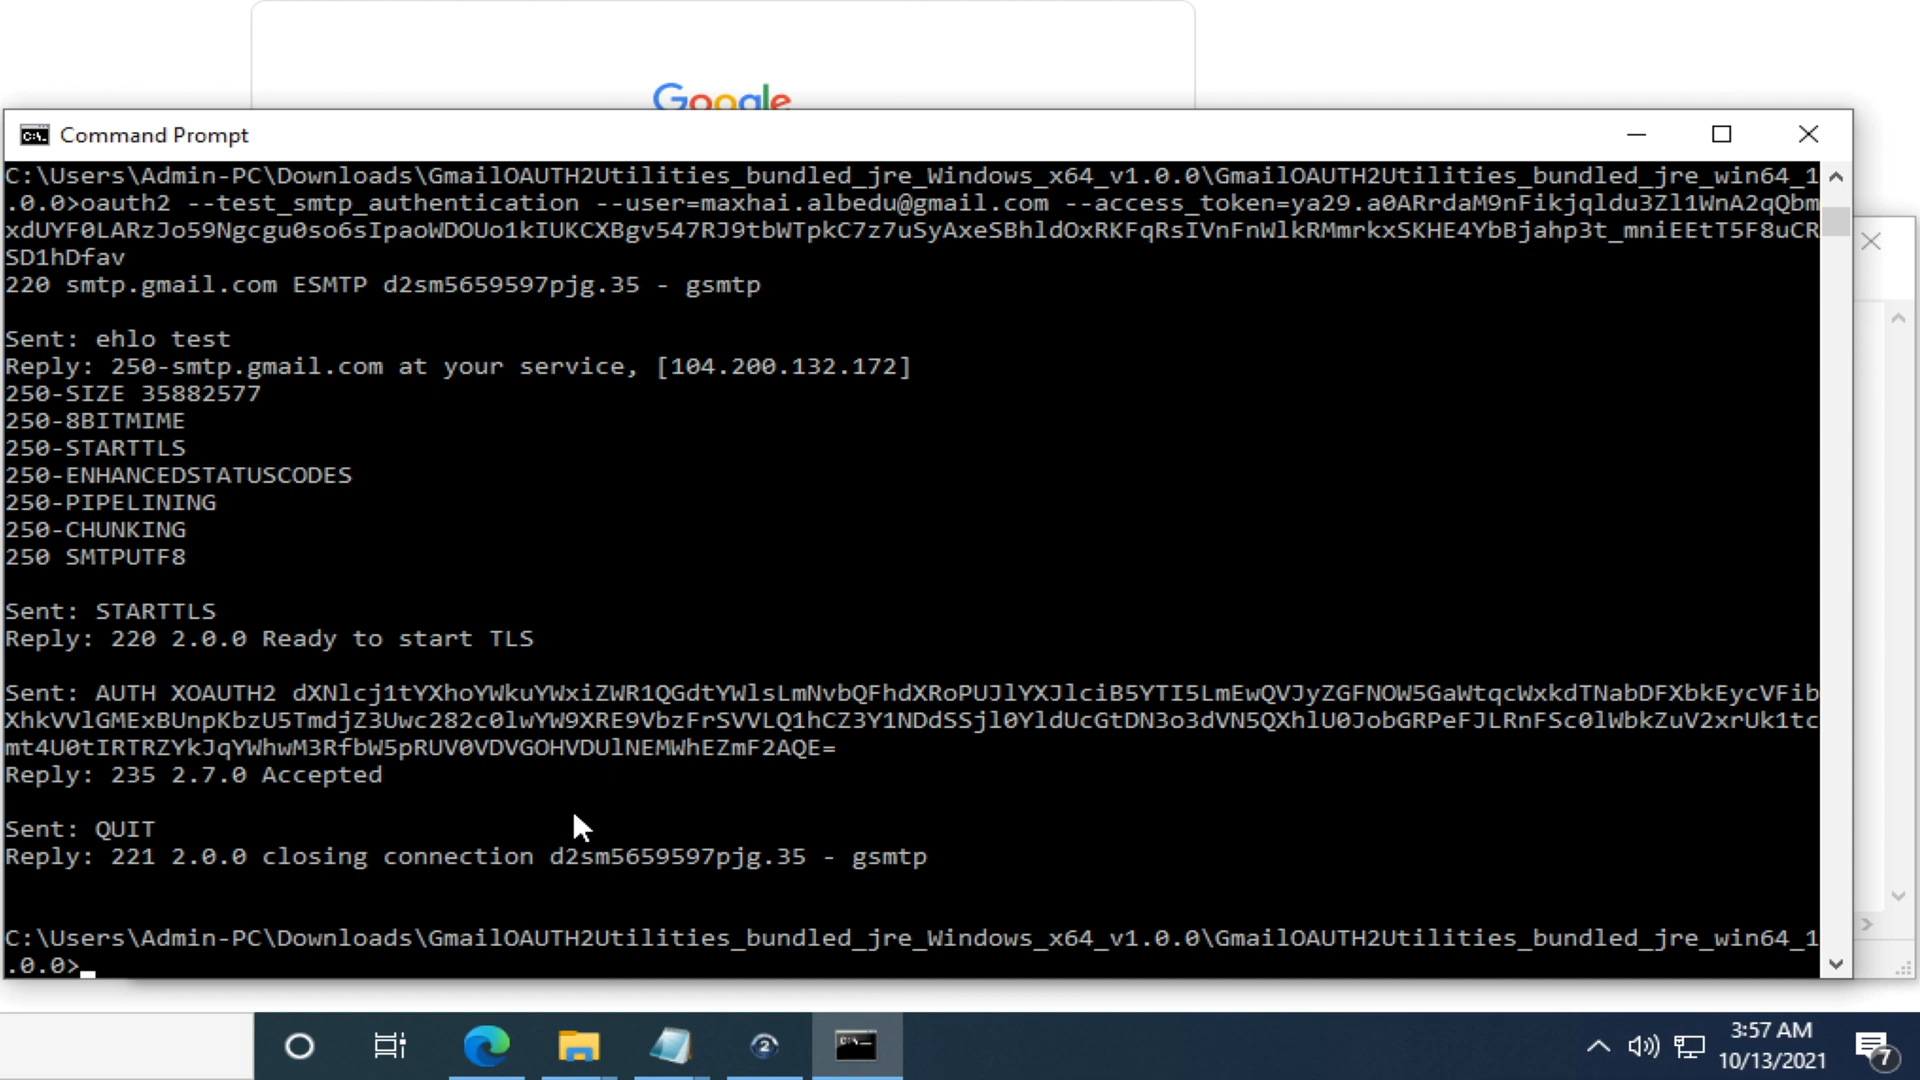 Google
Command Prompt
C:\Users\Admin-PC\Downloads\GmailOAUTH2Utilities_bundled_jre_Windows_x64_v1.0.0\GmailOAUTH2Utilities_bundled_jre_win64_1
.0.0>oauth2 --test_smtp_authentication --user=maxhai.albedu@gmail.com --access_token=ya29.a0ARrdaM9nFikjqldu3Zl1WnA2qQbm
xdUYF0LARzJo59Ngcgu0so6sIpaoWDOUo1kIUKCXBgv547RJ9tbWTpkC7z7uSyAxeSBhldOxRKFqRsIVnFnWlkRMmrkxSKHE4YbBjahp3t_mniEEtT5F8uCR
SD1hDfav
220 smtp.gmail.com ESMTP d2sm5659597pjg.35 - gsmtp
Sent: ehlo test
Reply: 250-smtp.gmail.com at your service, [104.200.132.172]
250-SIZE 35882577
250-8BITMIME
250-STARTTLS
250-ENHANCEDSTATUSCODES
250-PIPELINING
250-CHUNKING
250 SMTPUTF8
Sent: STARTTLS
Reply: 220 2.0.0 Ready to start TLS
Sent: AUTH XOAUTH2 dXNlcj1tYXhoYWkuYWxiZWR1QGdtYWlsLmNvbQFhdXRoPUJlYXJlciB5YTI5LmEwQVJyZGFNOW5GaWtqcWxkdTNabDFXbkEycVFib
XhkVVlGMExBUnpKbzU5TmdjZ3Uwc282c0lwYW9XRE9VbzFrSVVLQ1hCZ3Y1NDdSSjl0YldUcGtDN3o3dVN5QXhlU0JobGRPeFJLRnFSc0lWbkZuV2xrUk1tc
mt4U0tIRTRZYkJqYWhwM3RfbW5pRUV0VDVGOHVDUlNEMWhEZmF2AQE=
Reply: 235 2.7.0 Accepted
Sent: QUIT
Reply: 221 2.0.0 closing connection d2sm5659597pjg.35 - gsmtp
C:\Users\Admin-PC\Downloads\GmailOAUTH2Utilities_bundled_jre_Windows_x64_v1.0.0\GmailOAUTH2Utilities_bundled_jre_win64_1
.0.0>
3:57 AM
10/13/2021
7